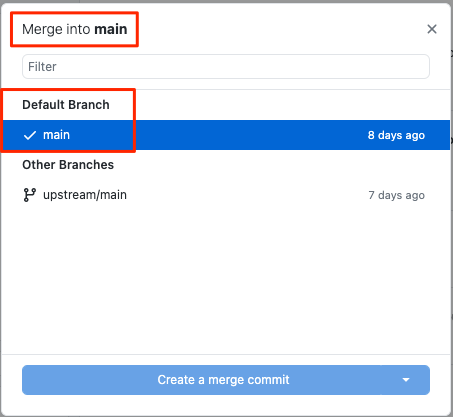 Merge into main
Filter
Default Branch
main 8 days ago
Other Branches
upstream/main 7 days ago
Create a merge commit